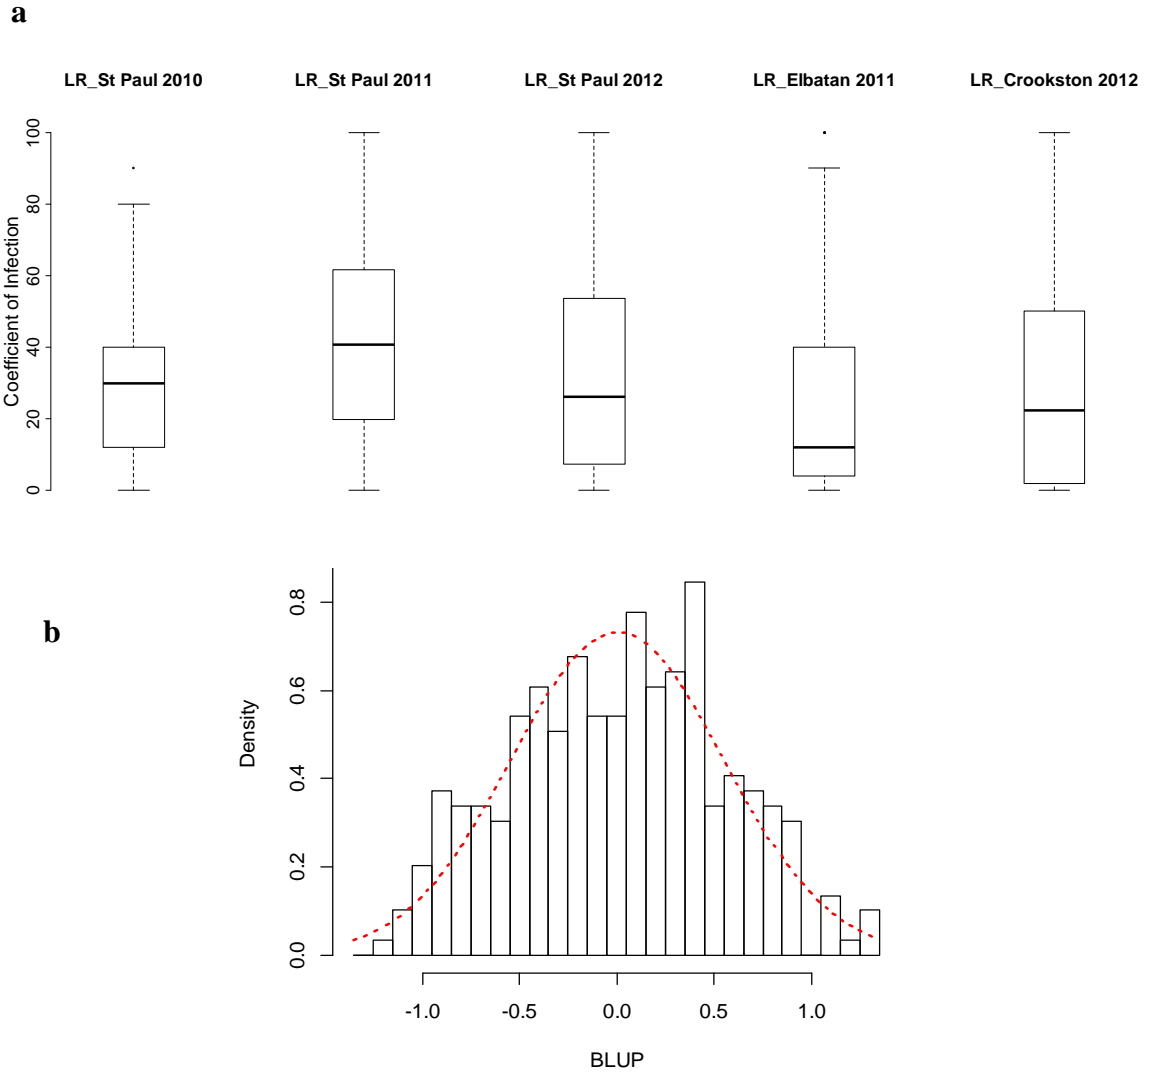 a
LR_St Paul 2010 LR_St Paul 2011 LR_St Paul 2012 LR_Elbatan 2011 LR_Crookston 2012
Coefficient of Infection
100
80
60
40
20
0
b
Density
0.8
0.6
0.4
0.2
0.0
-1.0 -0.5 0.0 0.5 1.0
BLUP